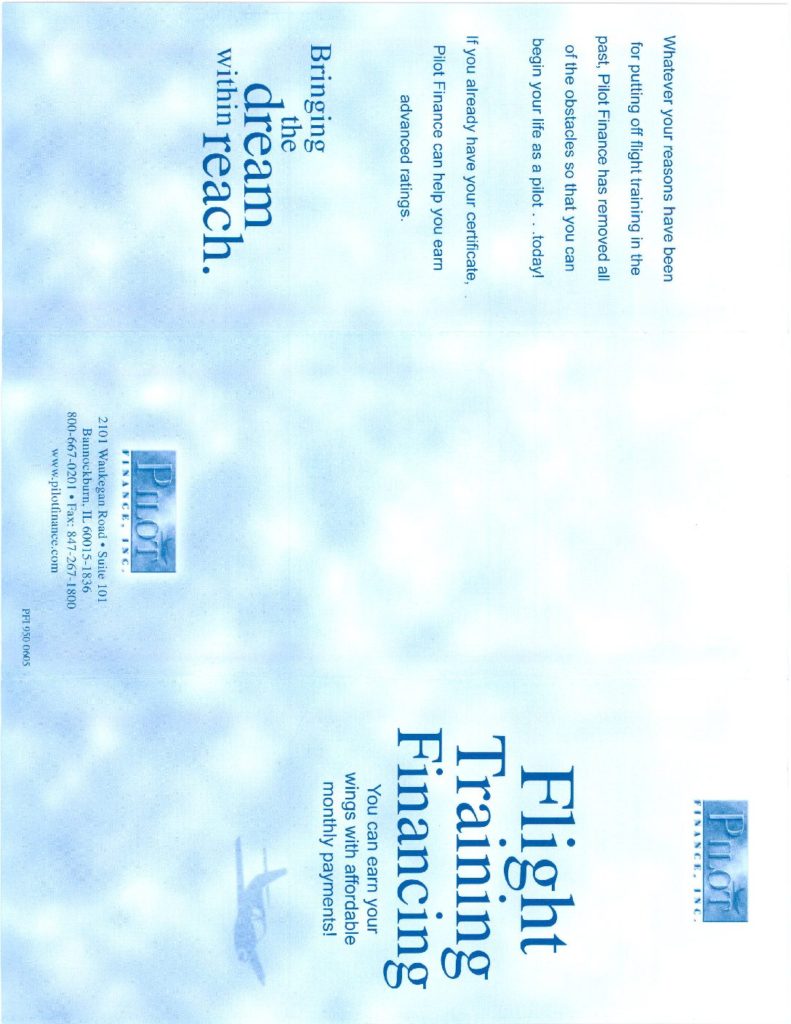 Whatever your reasons have been
for putting off flight training in the
past, Pilot Finance has removed all
of the obstacles so that you can
begin your life as a pilot . . .today!
If you already have your certificate,
Pilot Finance can help you earn
advanced ratings.
Bringing
the
dream
within reach.
PILOT
FINANCE, INC.
2101 Waukegan Road • Suite 101
Bannockburn, IL 60015-1836
800-667-0201 • Fax: 847-267-1800
www.pilotfinance.com
PFI 950 0605
PILOT
FINANCE, INC.
Flight
Training
Financing
You can earn your
wings with affordable
monthly payments!